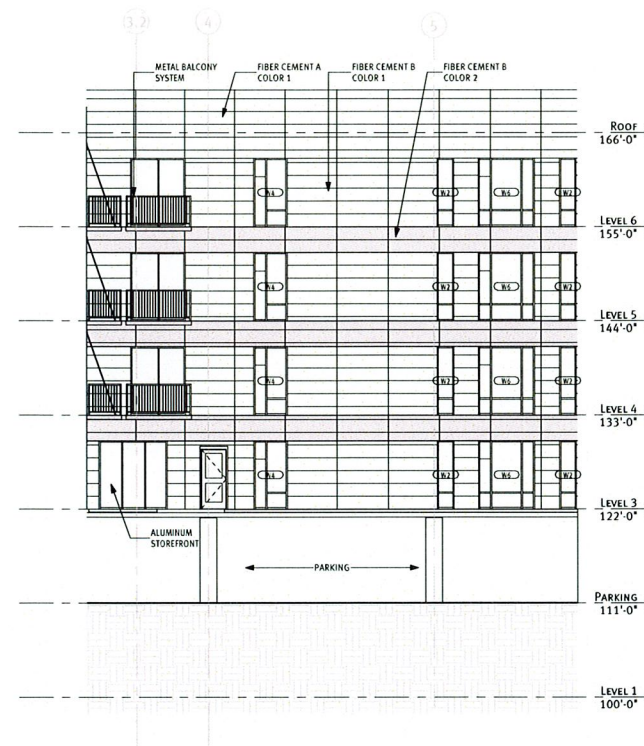 3.2
4
5
METAL BALCONY
SYSTEM
FIBER CEMENT A
COLOR 1
FIBER CEMENT B
COLOR 1
FIBER CEMENT B
COLOR 2
ROOF
166'-0"
W4
W2
W6
W2
LEVEL 6
155'-0"
W4
W2
W6
W2
LEVEL 5
144'-0"
W4
W2
W6
W2
LEVEL 4
133'-0"
W4
W2
W6
W2
LEVEL 3
122'-0"
ALUMINUM
STOREFRONT
PARKING
PARKING
111'-0"
LEVEL 1
100'-0"